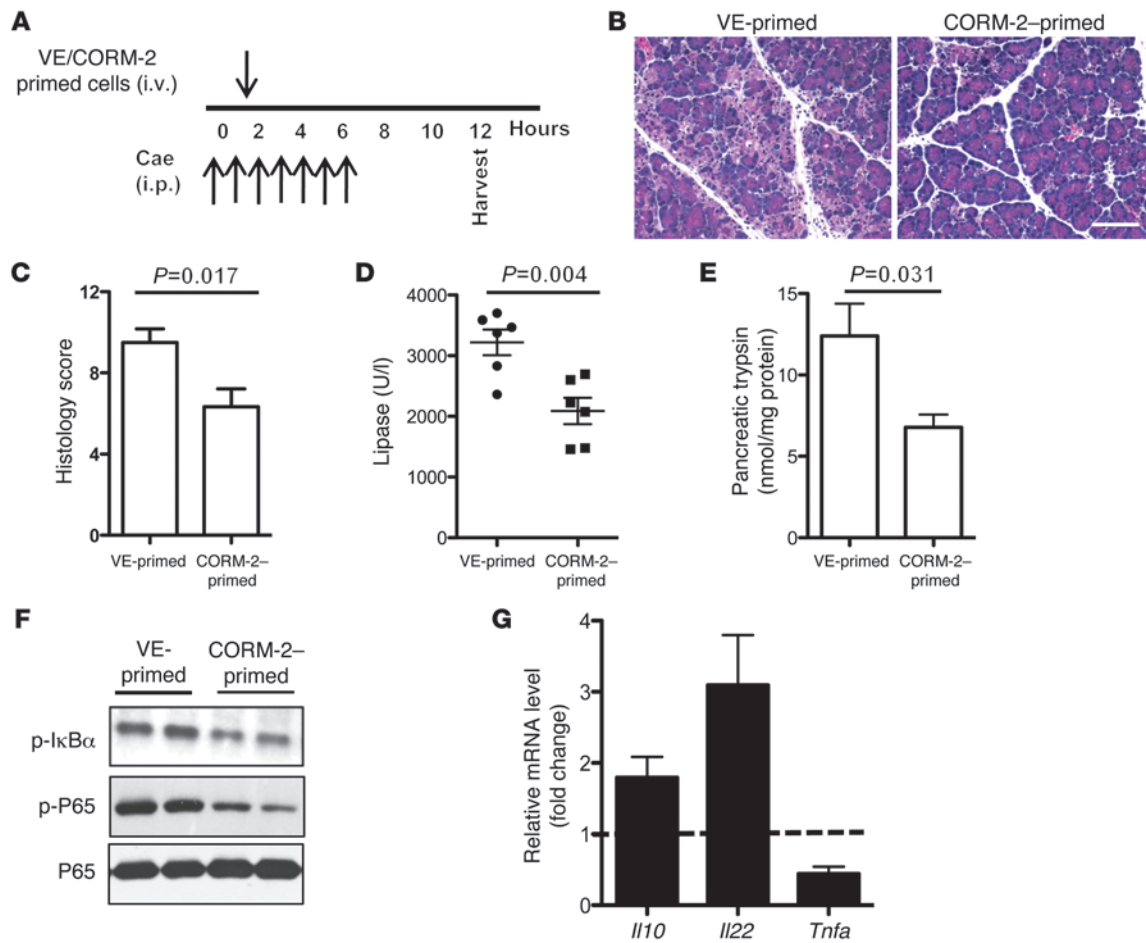 A
VE/CORM-2
primed cells (i.v.)
0 2 4 6 8 10 12 Hours
Cae
(i.p.)
Harvest
B
VE-primed
CORM-2–primed
C
P=0.017
Histology score
12
8
4
0
VE-primed
CORM-2–
primed
D
P=0.004
Lipase (U/l)
4000
3000
2000
1000
0
VE-primed
CORM-2–
primed
E
P=0.031
Pancreatic trypsin
(nmol/mg protein)
15
10
5
0
VE-primed
CORM-2–
primed
F
VE-
primed
CORM-2–
primed
p-IκBα
p-P65
P65
G
Relative mRNA level
(fold change)
4
3
2
1
0
Il10
Il22
Tnfa